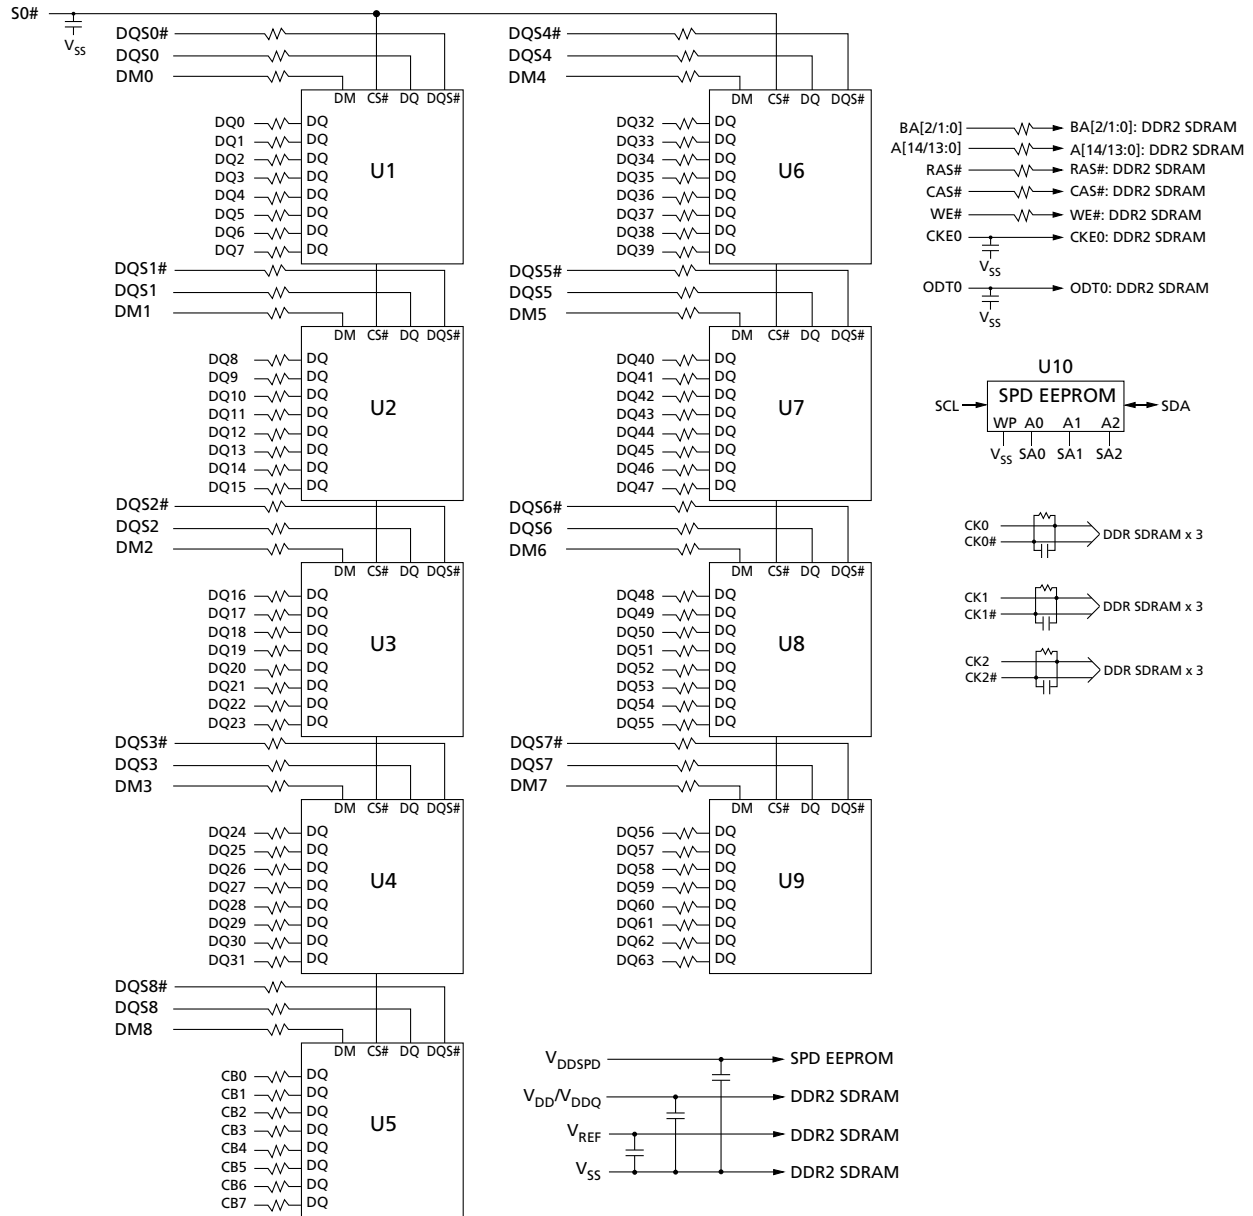 S0#
V_SS
DQS0#
DQS0
DM0
DM CS# DQ DQS#
DQ0 DQ
DQ1 DQ
DQ2 DQ
DQ3 DQ
DQ4 DQ
DQ5 DQ
DQ6 DQ
DQ7 DQ
U1
DQS1#
DQS1
DM1
DM CS# DQ DQS#
DQ8 DQ
DQ9 DQ
DQ10 DQ
DQ11 DQ
DQ12 DQ
DQ13 DQ
DQ14 DQ
DQ15 DQ
U2
DQS2#
DQS2
DM2
DM CS# DQ DQS#
DQ16 DQ
DQ17 DQ
DQ18 DQ
DQ19 DQ
DQ20 DQ
DQ21 DQ
DQ22 DQ
DQ23 DQ
U3
DQS3#
DQS3
DM3
DM CS# DQ DQS#
DQ24 DQ
DQ25 DQ
DQ26 DQ
DQ27 DQ
DQ28 DQ
DQ29 DQ
DQ30 DQ
DQ31 DQ
U4
DQS8#
DQS8
DM8
DM CS# DQ DQS#
CB0 DQ
CB1 DQ
CB2 DQ
CB3 DQ
CB4 DQ
CB5 DQ
CB6 DQ
CB7 DQ
U5
DQS4#
DQS4
DM4
DM CS# DQ DQS#
DQ32 DQ
DQ33 DQ
DQ34 DQ
DQ35 DQ
DQ36 DQ
DQ37 DQ
DQ38 DQ
DQ39 DQ
U6
DQS5#
DQS5
DM5
DM CS# DQ DQS#
DQ40 DQ
DQ41 DQ
DQ42 DQ
DQ43 DQ
DQ44 DQ
DQ45 DQ
DQ46 DQ
DQ47 DQ
U7
DQS6#
DQS6
DM6
DM CS# DQ DQS#
DQ48 DQ
DQ49 DQ
DQ50 DQ
DQ51 DQ
DQ52 DQ
DQ53 DQ
DQ54 DQ
DQ55 DQ
U8
DQS7#
DQS7
DM7
DM CS# DQ DQS#
DQ56 DQ
DQ57 DQ
DQ58 DQ
DQ59 DQ
DQ60 DQ
DQ61 DQ
DQ62 DQ
DQ63 DQ
U9
BA[2/1:0] BA[2/1:0]: DDR2 SDRAM
A[14/13:0] A[14/13:0]: DDR2 SDRAM
RAS# RAS#: DDR2 SDRAM
CAS# CAS#: DDR2 SDRAM
WE# WE#: DDR2 SDRAM
CKE0 CKE0: DDR2 SDRAM
V_SS
ODT0 ODT0: DDR2 SDRAM
V_SS
U10
SPD EEPROM
SCL SDA
WP A0 A1 A2
V_SS SA0 SA1 SA2
CK0
CK0#
DDR SDRAM x 3
CK1
CK1#
DDR SDRAM x 3
CK2
CK2#
DDR SDRAM x 3
V_DDSPD SPD EEPROM
V_DD/V_DDQ DDR2 SDRAM
V_REF DDR2 SDRAM
V_SS DDR2 SDRAM